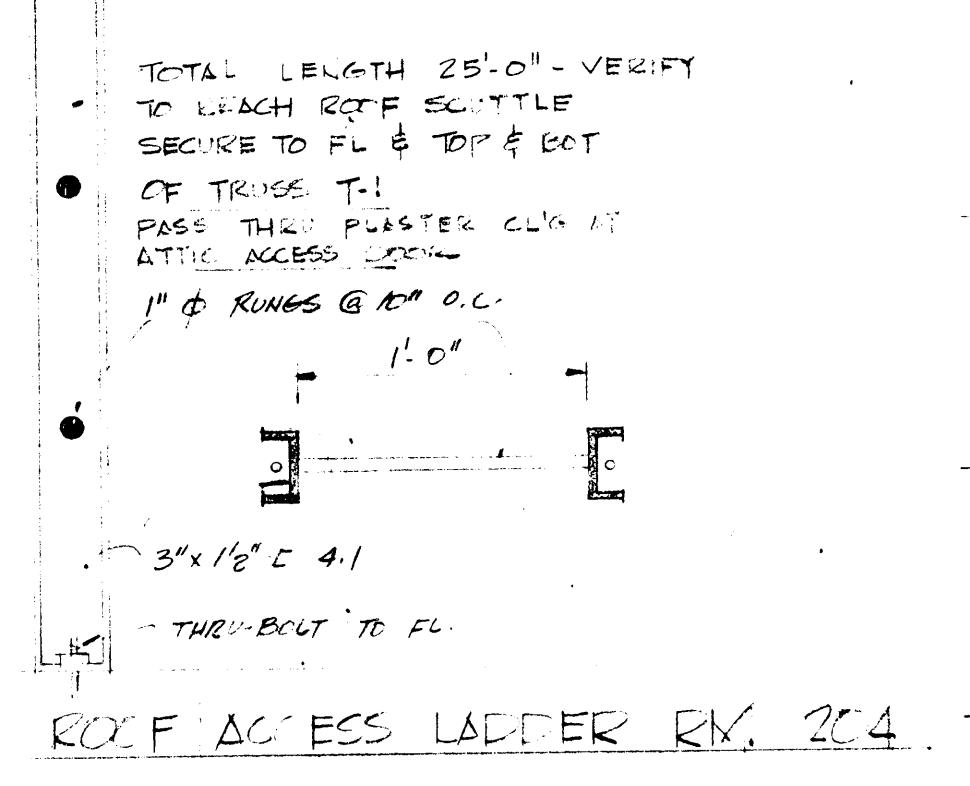 TOTAL LENGTH 25'-0" - VERIFY
TO REACH ROOF SCUTTLE
SECURE TO FL & TOP & BOT
OF TRUSS T-1
PASS THRU PLASTER CL'G AT
ATTIC ACCESS DOOR
1" ϕ RUNGS @ 10" O.C.
1'-0"
3" x 1½" [ 4.1
THRU-BOLT TO FL.
ROOF ACCESS LADDER RM. 204